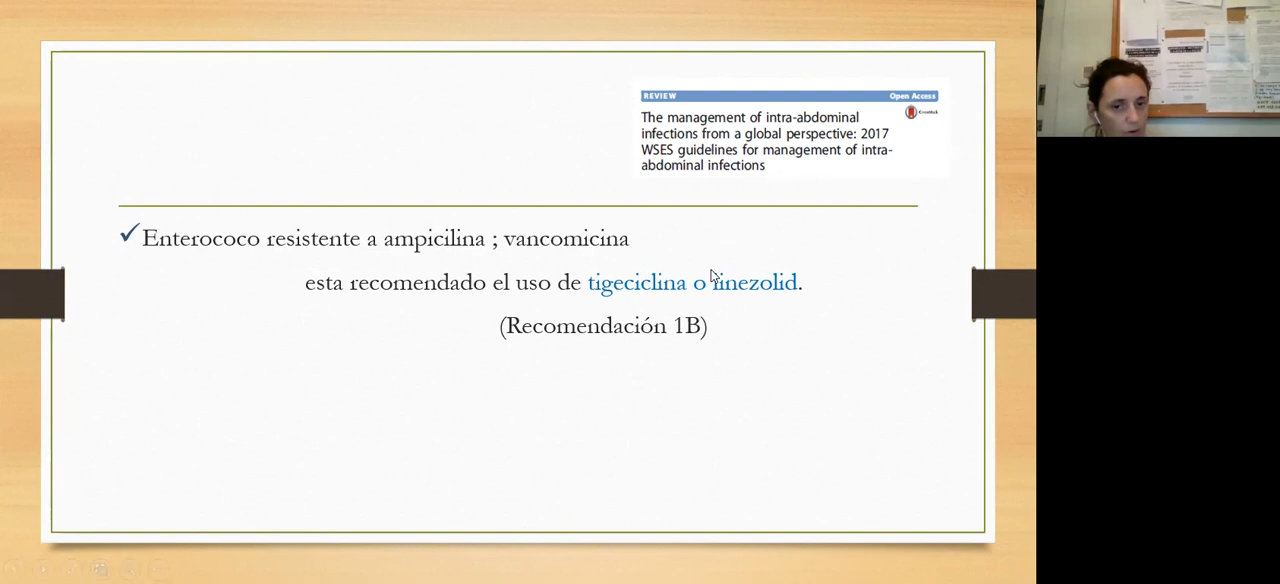 REVIEW Open Access
The management of intra-abdominal
infections from a global perspective: 2017
WSES guidelines for management of intra-
abdominal infections
Enterococo resistente a ampicilina ; vancomicina
esta recomendado el uso de tigeciclina o linezolid.
(Recomendación 1B)